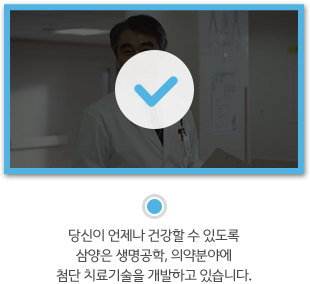 당신이 언제나 건강할 수 있도록
삼양은 생명공학, 의약분야에
첨단 치료기술을 개발하고 있습니다.